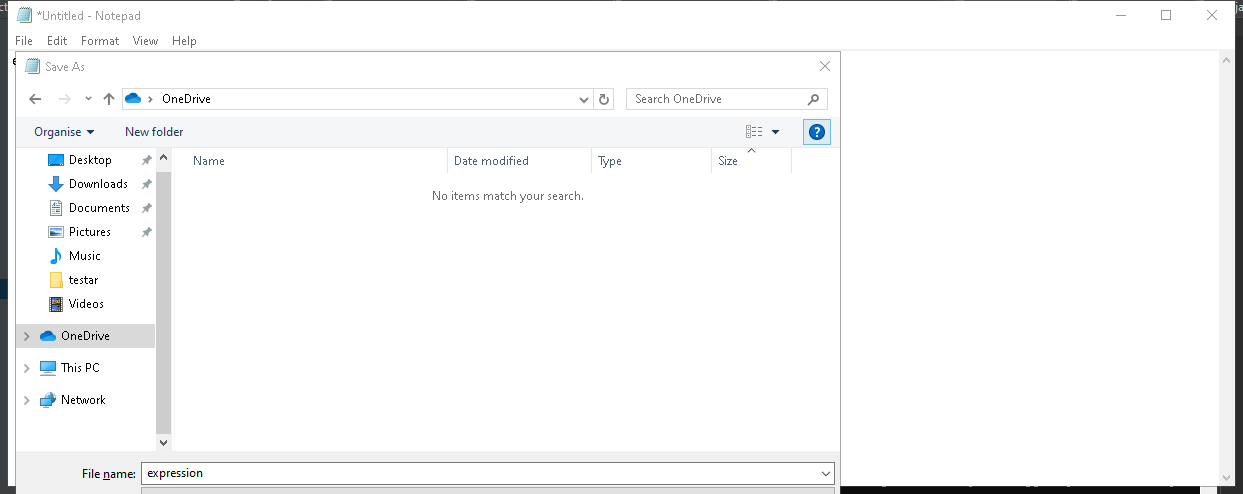 *Untitled - Notepad
File Edit Format View Help
Save As
OneDrive
Search OneDrive
Organise New folder
Name Date modified Type Size
No items match your search.
Desktop
Downloads
Documents
Pictures
Music
testar
Videos
OneDrive
This PC
Network
File name: expression